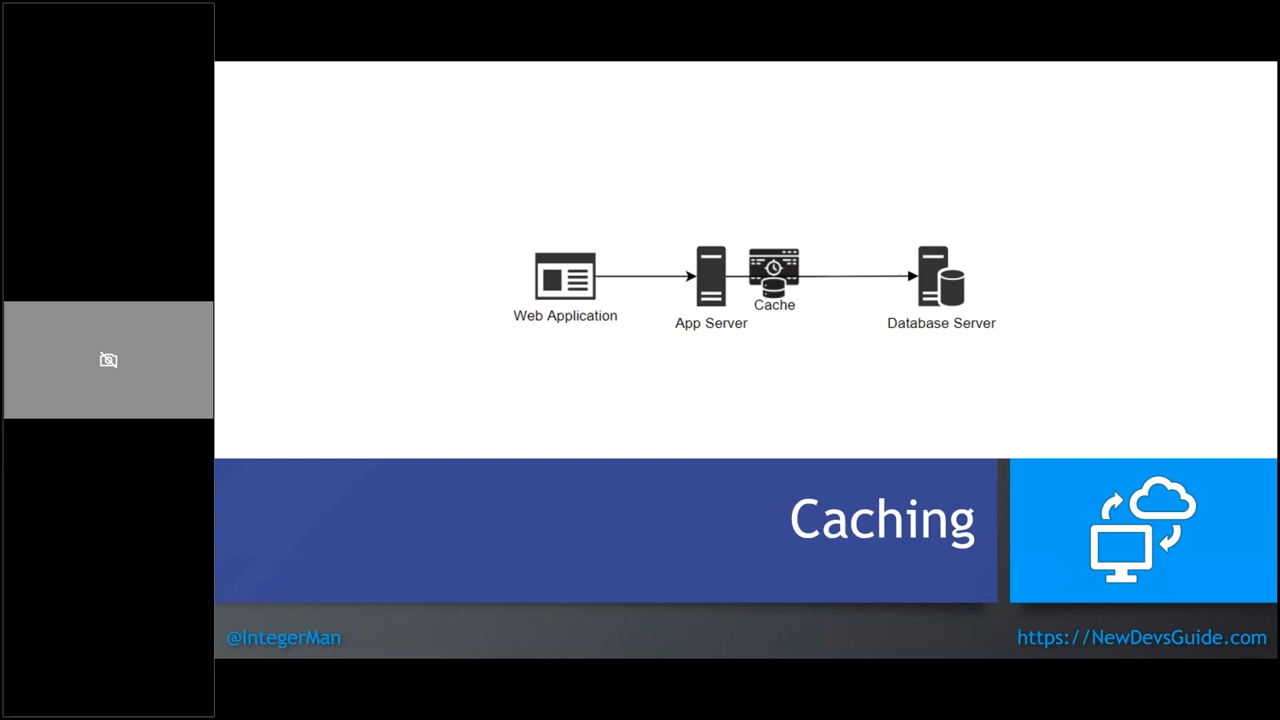 Web Application
App Server
Cache
Database Server
Caching
@IntegerMan
https://NewDevsGuide.com